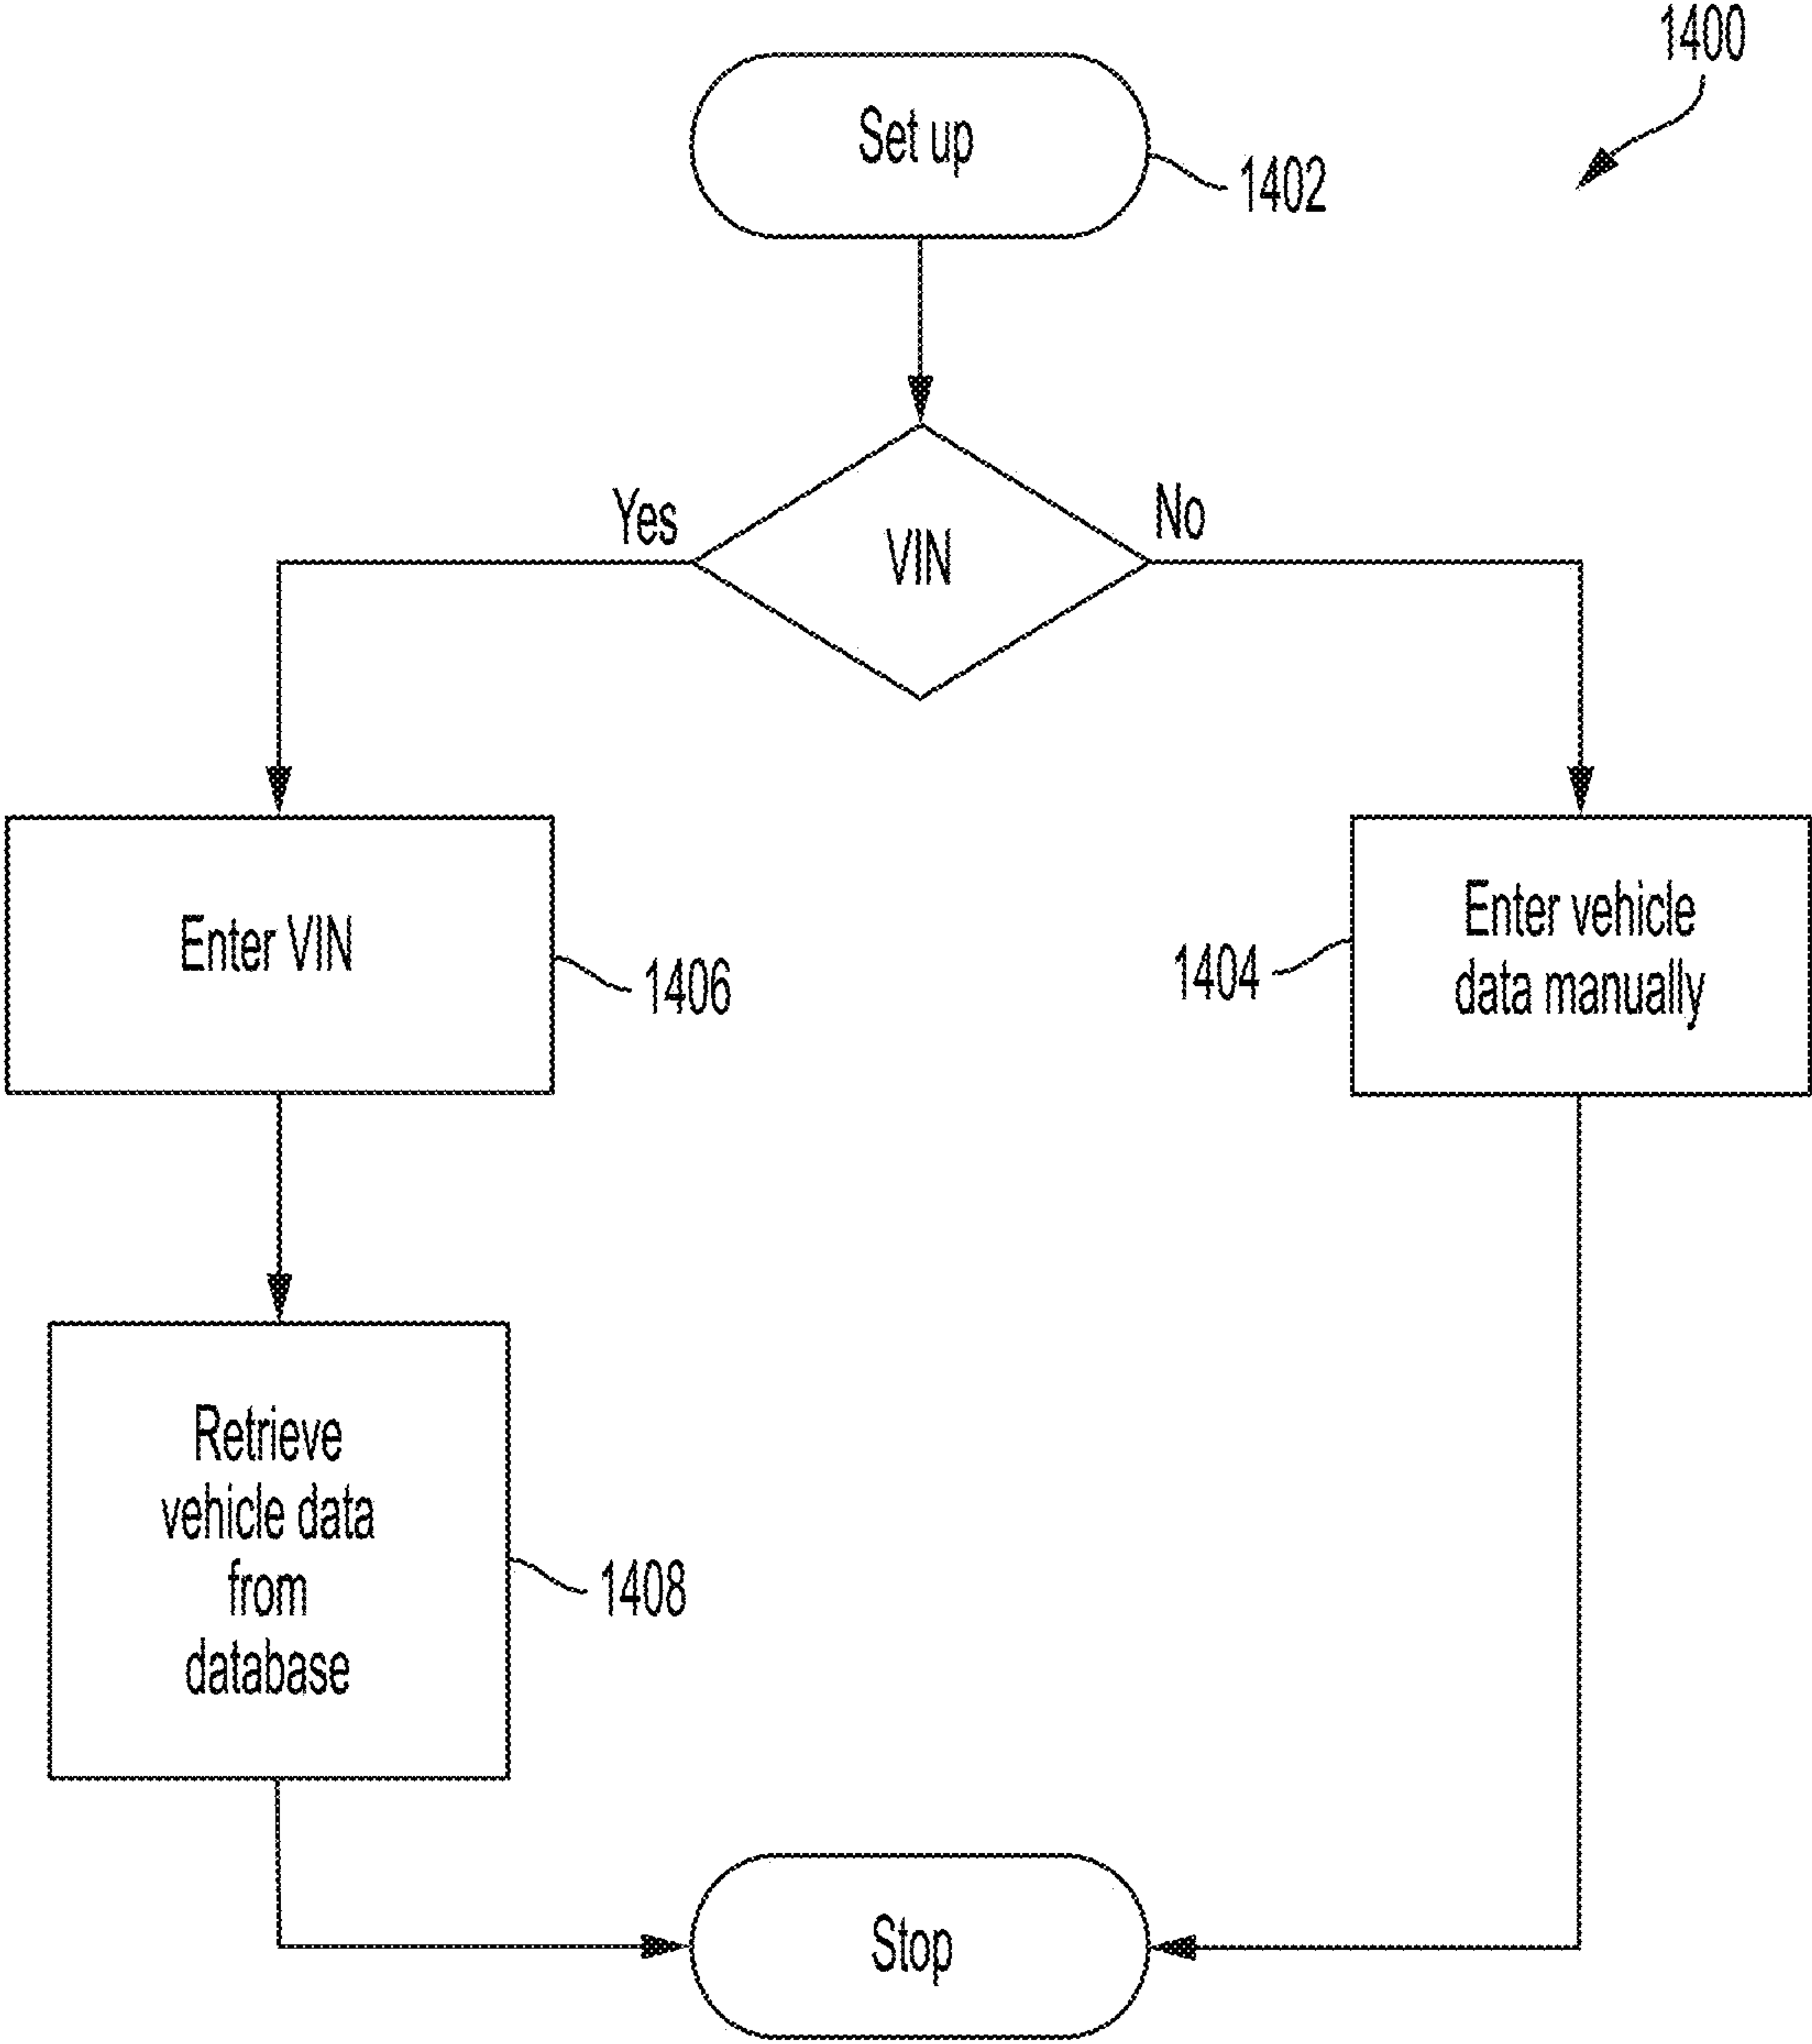 1400
Set up
1402
Yes
No
VIN
Enter VIN
1406
1404
Enter vehicle
data manually
Retrieve
vehicle data
from
database
1408
Stop